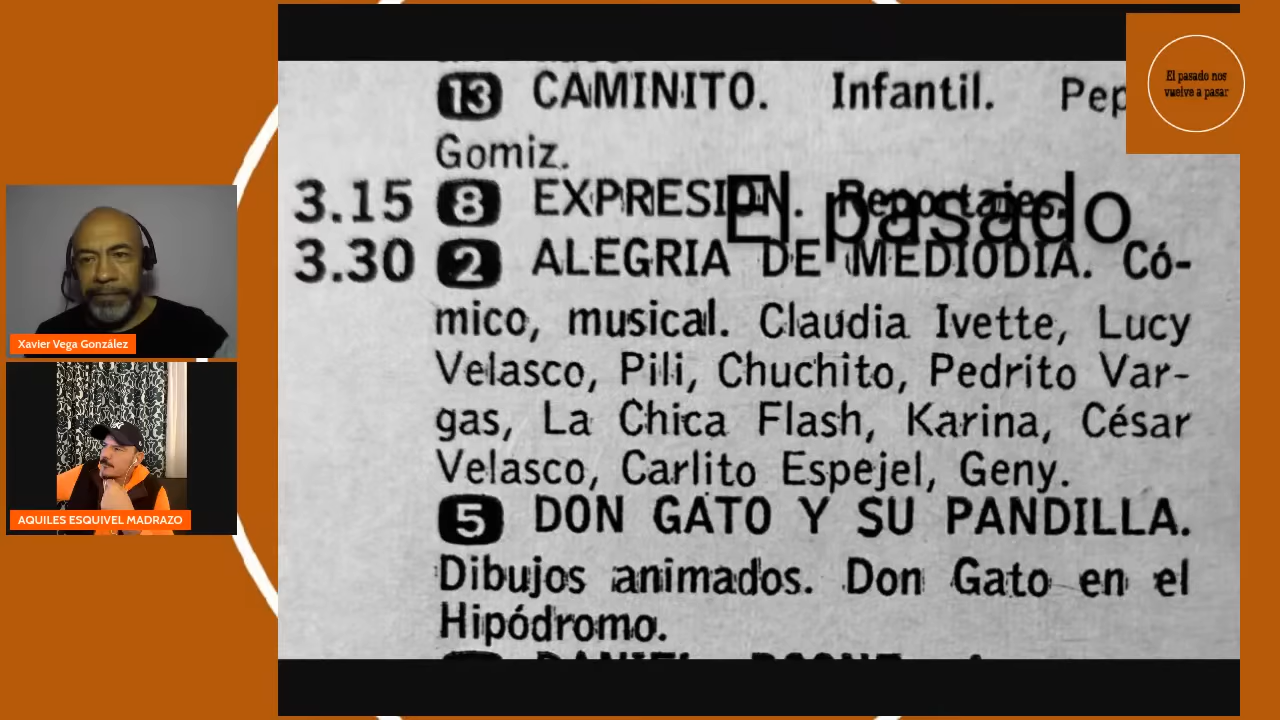 El pasado nos
vuelve a pasar
13 CAMINITO. Infantil. Pep
Gomiz.
3.15 8 EXPRESION. Reportajes.
El pasado
3.30 2 ALEGRIA DE MEDIODIA. Có-
mico, musical. Claudia Ivette, Lucy
Velasco, Pili, Chuchito, Pedrito Var-
gas, La Chica Flash, Karina, César
Velasco, Carlito Espejel, Geny.
5 DON GATO Y SU PANDILLA.
Dibujos animados. Don Gato en el
Hipódromo.
Xavier Vega González
AQUILES ESQUIVEL MADRAZO